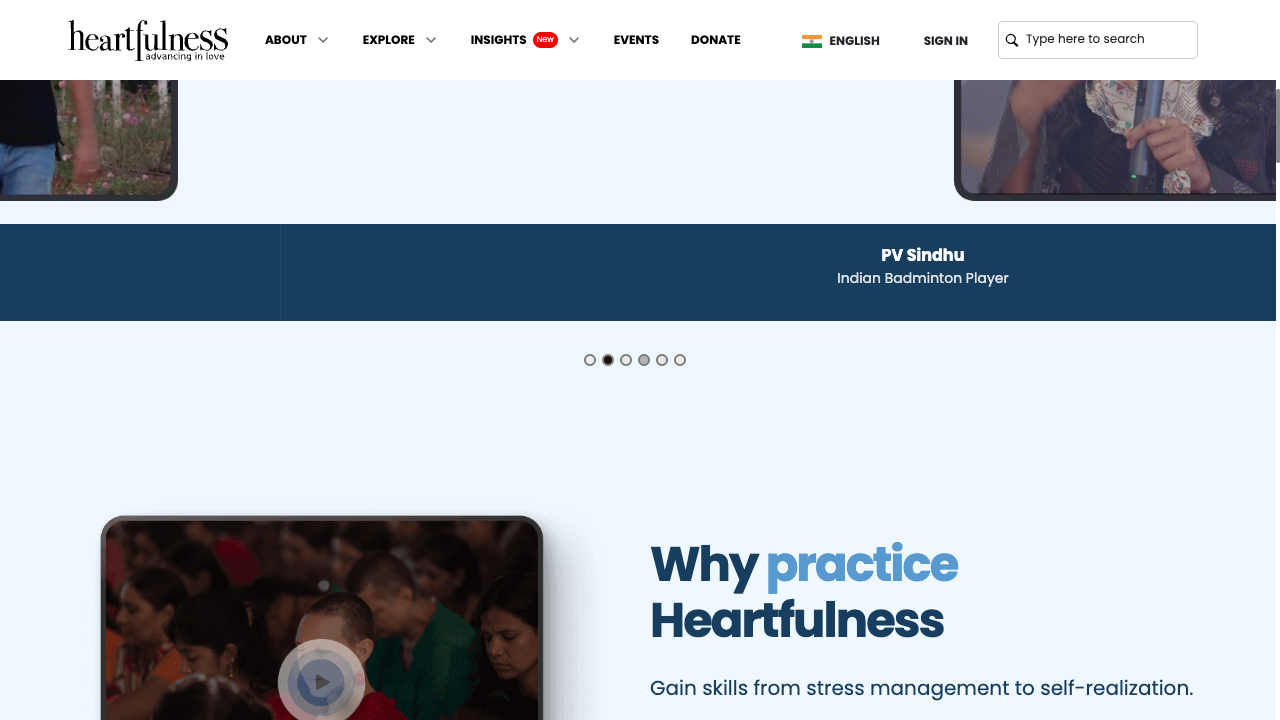 heartfulness
advancing in love
ABOUT
EXPLORE
INSIGHTS New
EVENTS
DONATE
ENGLISH
SIGN IN
Type here to search
PV Sindhu
Indian Badminton Player
Why practice
Heartfulness
Gain skills from stress management to self-realization.